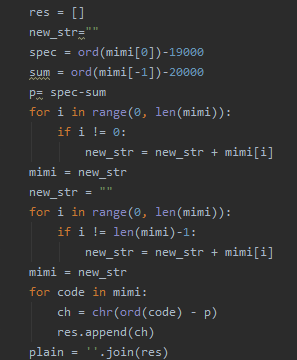 res = []
new_str=""
spec = ord(mimi[0])-19000
sum = ord(mimi[-1])-20000
p= spec-sum
for i in range(0, len(mimi)):
    if i != 0:
        new_str = new_str + mimi[i]
mimi = new_str
new_str = ""
for i in range(0, len(mimi)):
    if i != len(mimi)-1:
        new_str = new_str + mimi[i]
mimi = new_str
for code in mimi:
    ch = chr(ord(code) - p)
    res.append(ch)
plain = ''.join(res)